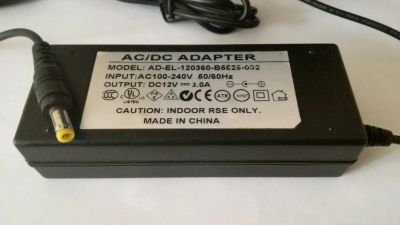 AC/DC ADAPTER
MODEL: AD-EL-120360-B5525-002
INPUT:AC100-240V 50/60Hz
OUTPUT: DC12V ⎓ 3.0A
CAUTION: INDOOR RSE ONLY.
MADE IN CHINA